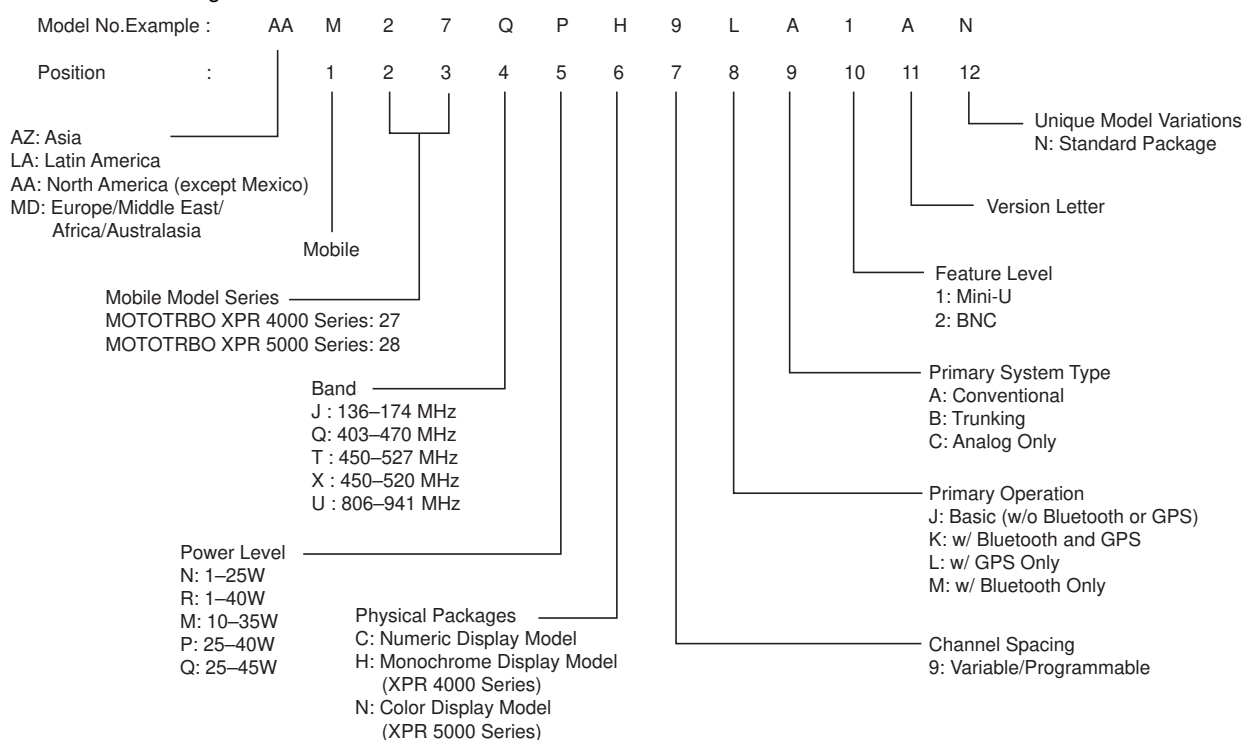 Model No.Example : AA M 2 7 Q P H 9 L A 1 A N
Position : 1 2 3 4 5 6 7 8 9 10 11 12
AZ: Asia
LA: Latin America
AA: North America (except Mexico)
MD: Europe/Middle East/
Africa/Australasia
Mobile
Mobile Model Series
MOTOTRBO XPR 4000 Series: 27
MOTOTRBO XPR 5000 Series: 28
Band
J : 136–174 MHz
Q: 403–470 MHz
T : 450–527 MHz
X : 450–520 MHz
U : 806–941 MHz
Power Level
N: 1–25W
R: 1–40W
M: 10–35W
P: 25–40W
Q: 25–45W
Physical Packages
C: Numeric Display Model
H: Monochrome Display Model
(XPR 4000 Series)
N: Color Display Model
(XPR 5000 Series)
Unique Model Variations
N: Standard Package
Version Letter
Feature Level
1: Mini-U
2: BNC
Primary System Type
A: Conventional
B: Trunking
C: Analog Only
Primary Operation
J: Basic (w/o Bluetooth or GPS)
K: w/ Bluetooth and GPS
L: w/ GPS Only
M: w/ Bluetooth Only
Channel Spacing
9: Variable/Programmable